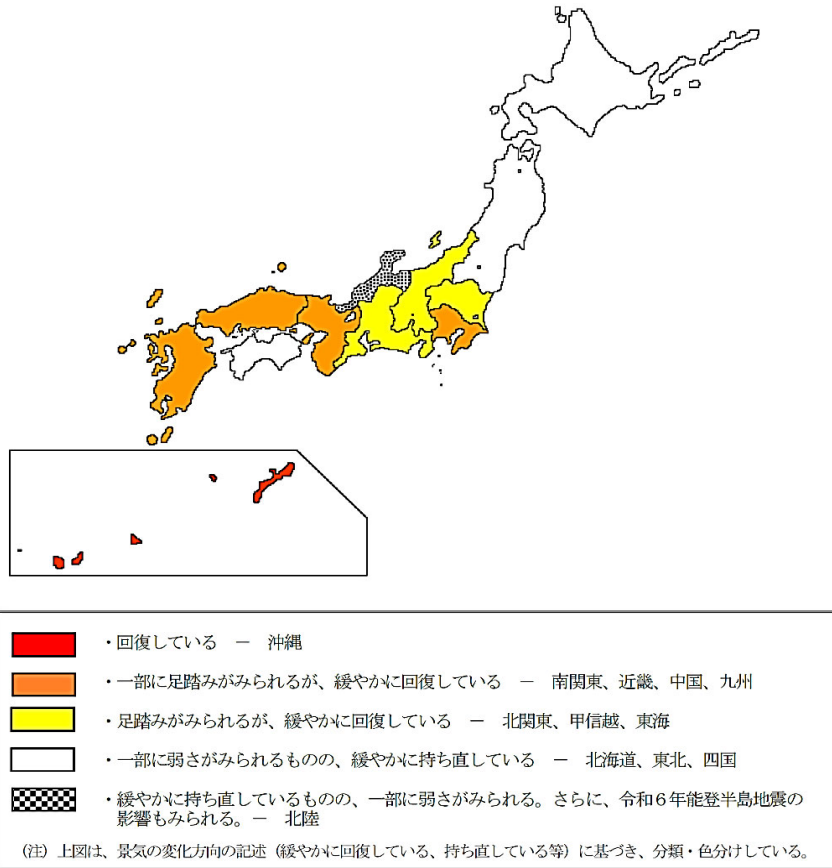 ・回復している － 沖縄
・一部に足踏みがみられるが、緩やかに回復している － 南関東、近畿、中国、九州
・足踏みがみられるが、緩やかに回復している － 北関東、甲信越、東海
・一部に弱さがみられるものの、緩やかに持ち直している － 北海道、東北、四国
・緩やかに持ち直しているものの、一部に弱さがみられる。さらに、令和６年能登半島地震の
影響もみられる。－ 北陸
（注）上図は、景気の変化方向の記述（緩やかに回復している、持ち直している等）に基づき、分類・色分けしている。